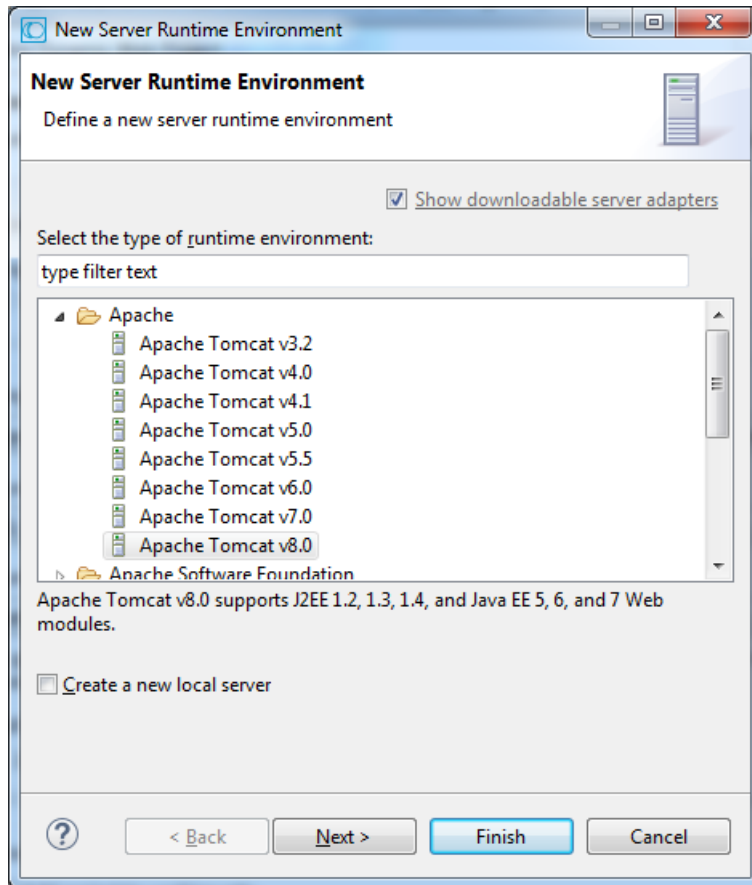 New Server Runtime Environment
New Server Runtime Environment
Define a new server runtime environment
Show downloadable server adapters
Select the type of runtime environment:
type filter text
Apache
Apache Tomcat v3.2
Apache Tomcat v4.0
Apache Tomcat v4.1
Apache Tomcat v5.0
Apache Tomcat v5.5
Apache Tomcat v6.0
Apache Tomcat v7.0
Apache Tomcat v8.0
Apache Software Foundation
Apache Tomcat v8.0 supports J2EE 1.2, 1.3, 1.4, and Java EE 5, 6, and 7 Web
modules.
Create a new local server
? < Back Next > Finish Cancel